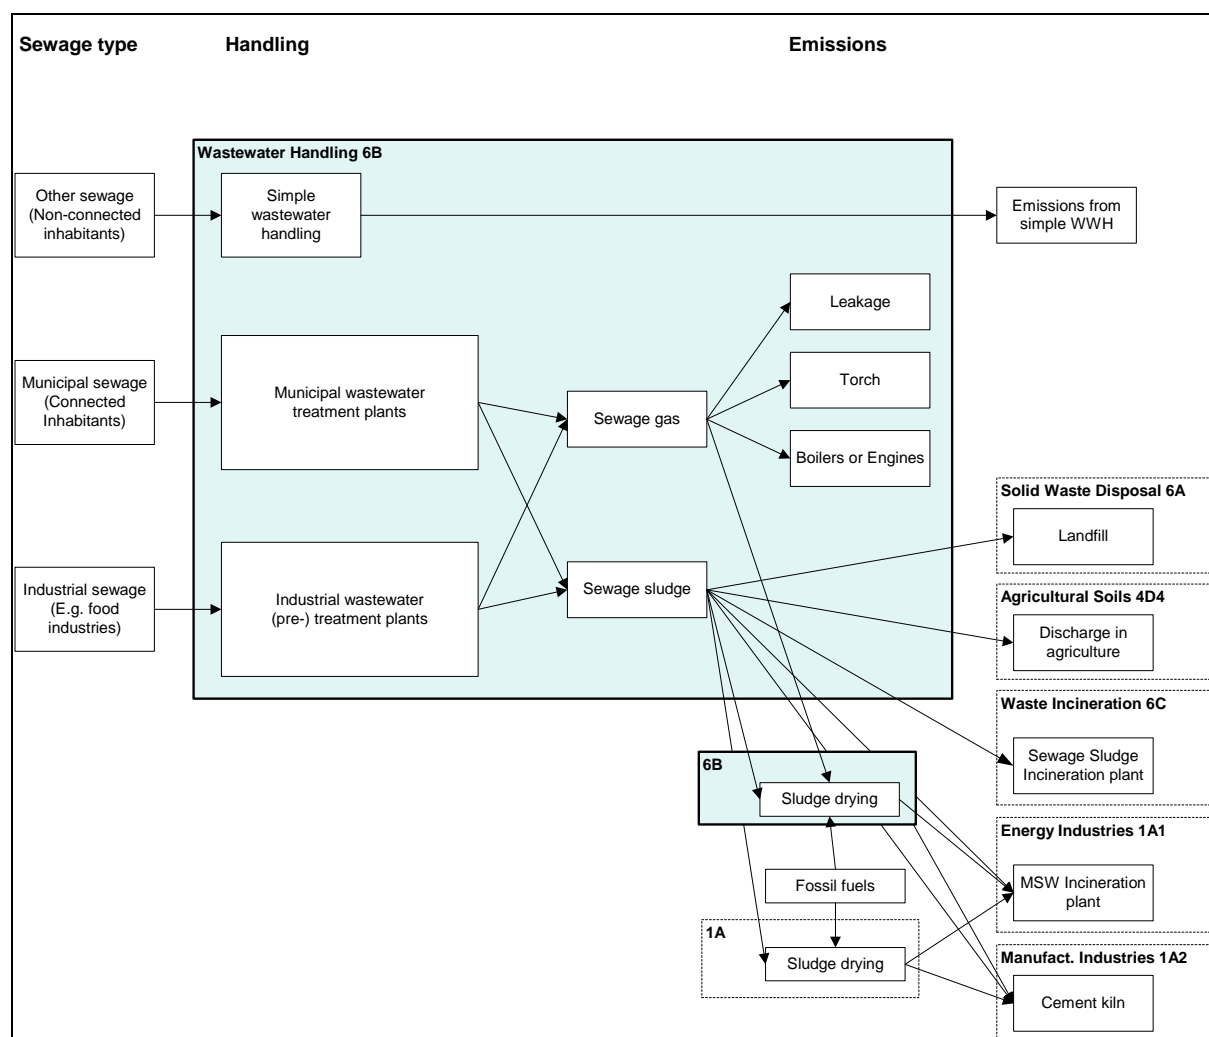 Sewage type
Handling
Emissions
Wastewater Handling 6B
Other sewage
(Non-connected
inhabitants)
Simple
wastewater
handling
Emissions from
simple WWH
Leakage
Municipal sewage
(Connected
Inhabitants)
Municipal wastewater
treatment plants
Sewage gas
Torch
Boilers or Engines
Solid Waste Disposal 6A
Landfill
Industrial sewage
(E.g. food
industries)
Industrial wastewater
(pre-) treatment plants
Sewage sludge
Agricultural Soils 4D4
Discharge in
agriculture
Waste Incineration 6C
Sewage Sludge
Incineration plant
6B
Sludge drying
Energy Industries 1A1
MSW Incineration
plant
Fossil fuels
1A
Sludge drying
Manufact. Industries 1A2
Cement kiln